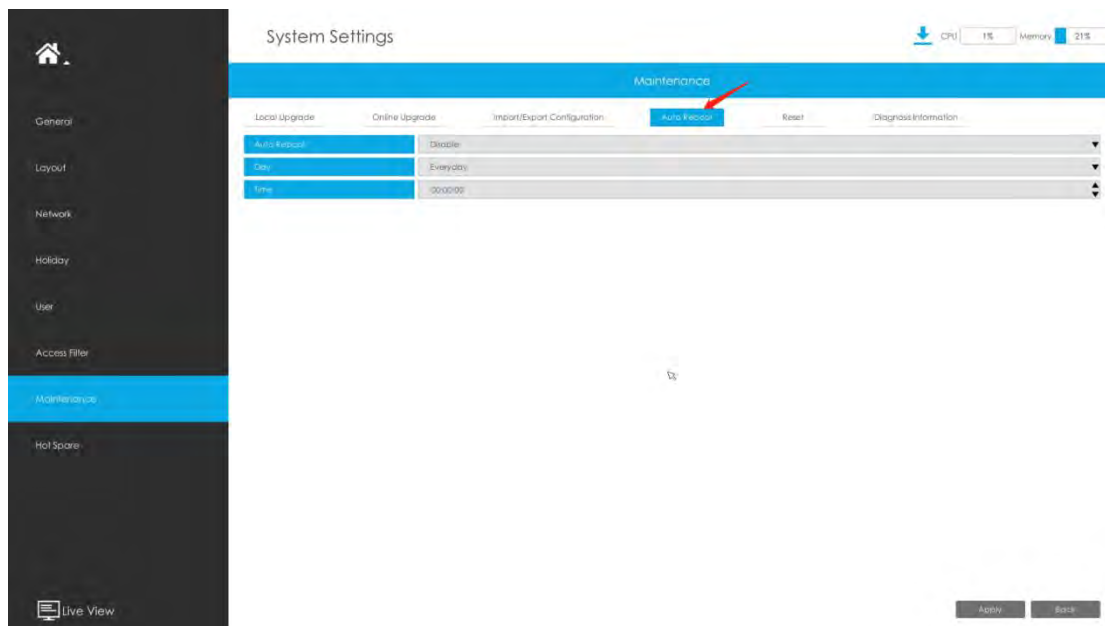 System Settings
CPU 1% Memory 21%
Maintenance
Local Upgrade Online Upgrade Import/Export Configuration Auto Reboot Reset Diagnosis Information
Auto Reboot Disable
Day Everyday
Time 00:00:00
General
Layout
Network
Holiday
User
Access Filter
Maintenance
Hot Spare
Live View
Apply Back